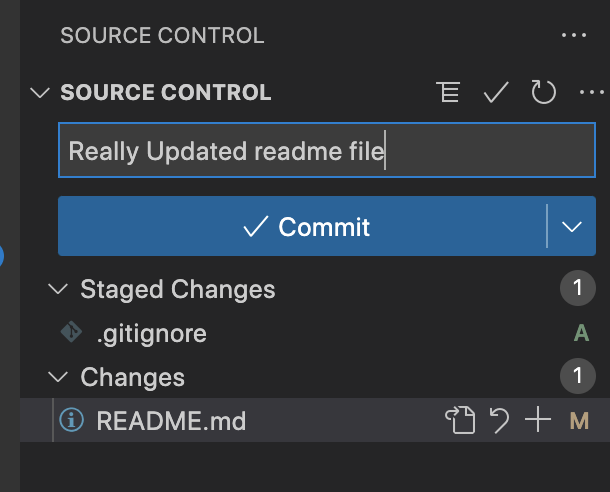 SOURCE CONTROL
SOURCE CONTROL
Really Updated readme file
Commit
Staged Changes 1
.gitignore A
Changes 1
README.md M